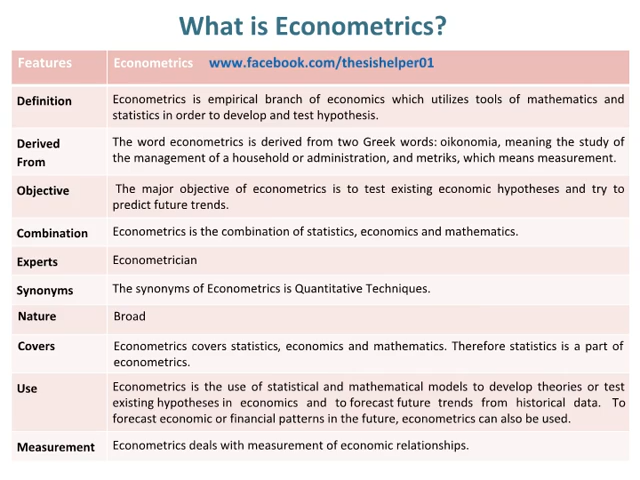 What is Econometrics?
Features
Econometrics www.facebook.com/thesishelper01
Definition
Econometrics is empirical branch of economics which utilizes tools of mathematics and
statistics in order to develop and test hypothesis.
Derived
From
The word econometrics is derived from two Greek words: oikonomia, meaning the study of
the management of a household or administration, and metriks, which means measurement.
Objective
The major objective of econometrics is to test existing economic hypotheses and try to
predict future trends.
Combination
Econometrics is the combination of statistics, economics and mathematics.
Experts
Econometrician
Synonyms
The synonyms of Econometrics is Quantitative Techniques.
Nature
Broad
Covers
Econometrics covers statistics, economics and mathematics. Therefore statistics is a part of
econometrics.
Use
Econometrics is the use of statistical and mathematical models to develop theories or test
existing hypotheses in economics and to forecast future trends from historical data. To
forecast economic or financial patterns in the future, econometrics can also be used.
Measurement
Econometrics deals with measurement of economic relationships.